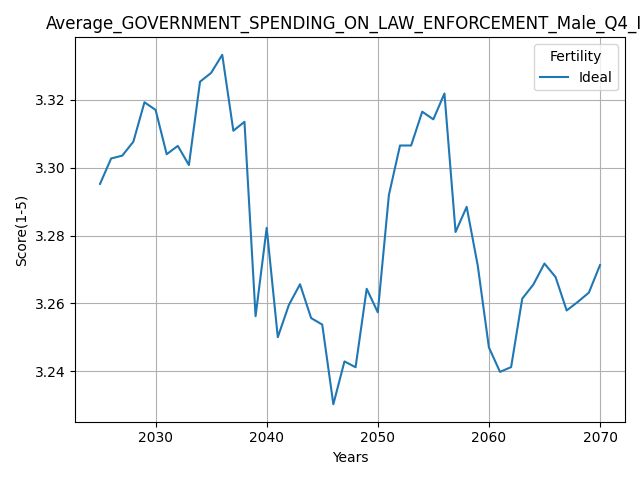 Average_GOVERNMENT_SPENDING_ON_LAW_ENFORCEMENT_Male_Q4_I
Fertility
Ideal
3.32
3.30
3.28
3.26
3.24
Score(1-5)
2030 2040 2050 2060 2070
Years